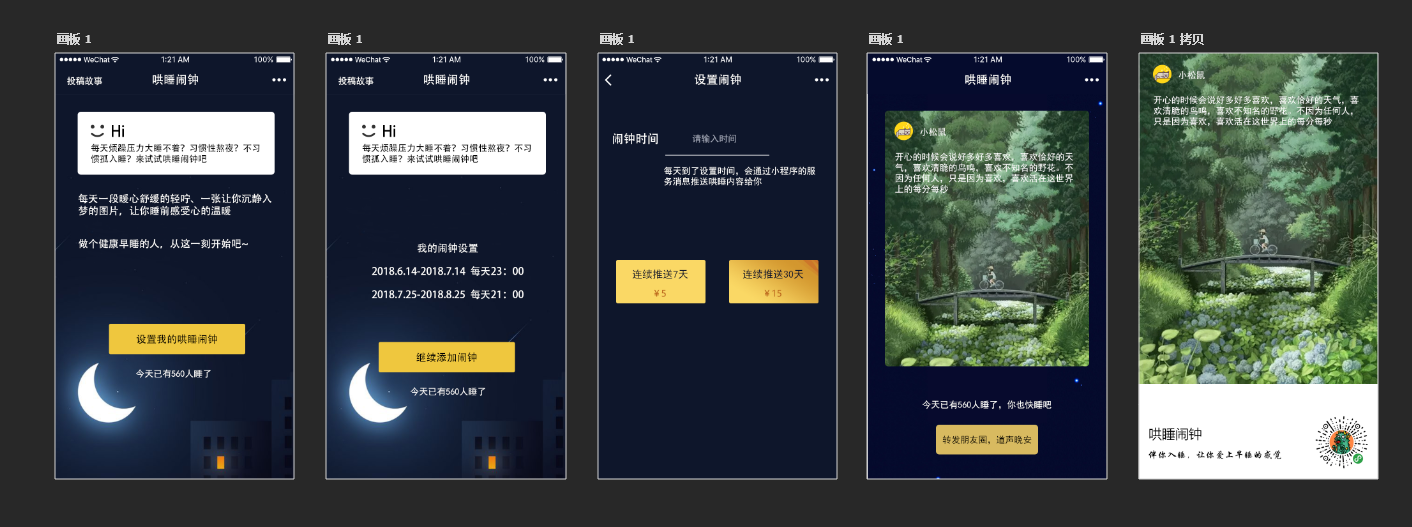 画板 1
WeChat
1:21 AM
100%
投稿故事
哄睡闹钟
Hi
每天烦躁压力大睡不着？习惯性熬夜？不习
惯孤入睡？来试试哄睡闹钟吧
每天一段暖心舒缓的轻咛、一张让你沉静入
梦的图片，让你睡前感受心的温暖
做个健康早睡的人，从这一刻开始吧~
设置我的哄睡闹钟
今天已有560人睡了
画板 1
WeChat
1:21 AM
100%
投稿故事
哄睡闹钟
Hi
每天烦躁压力大睡不着？习惯性熬夜？不习
惯孤入睡？来试试哄睡闹钟吧
我的闹钟设置
2018.6.14-2018.7.14 每天23：00
2018.7.25-2018.8.25 每天21：00
继续添加闹钟
今天已有560人睡了
画板 1
WeChat
1:21 AM
100%
设置闹钟
闹钟时间
请输入时间
每天到了设置时间，会通过小程序的服
务消息推送哄睡内容给你
连续推送7天
¥5
连续推送30天
¥15
画板 1
WeChat
1:21 AM
100%
哄睡闹钟
小松鼠
开心的时候会说好多好多喜欢，喜欢恰好的天
气，喜欢清脆的鸟鸣，喜欢不知名的野花。不
因为任何人，只是因为喜欢，喜欢活在这世界
上的每分每秒
今天已有560人睡了，你也快睡吧
转发朋友圈，道声晚安
画板 1 拷贝
小松鼠
开心的时候会说好多好多喜欢，喜欢恰好的天气，喜
欢清脆的鸟鸣，喜欢不知名的野花。不因为任何人，
只是因为喜欢，喜欢活在这世界上的每分每秒
哄睡闹钟
伴你入睡，让你爱上早睡的感觉